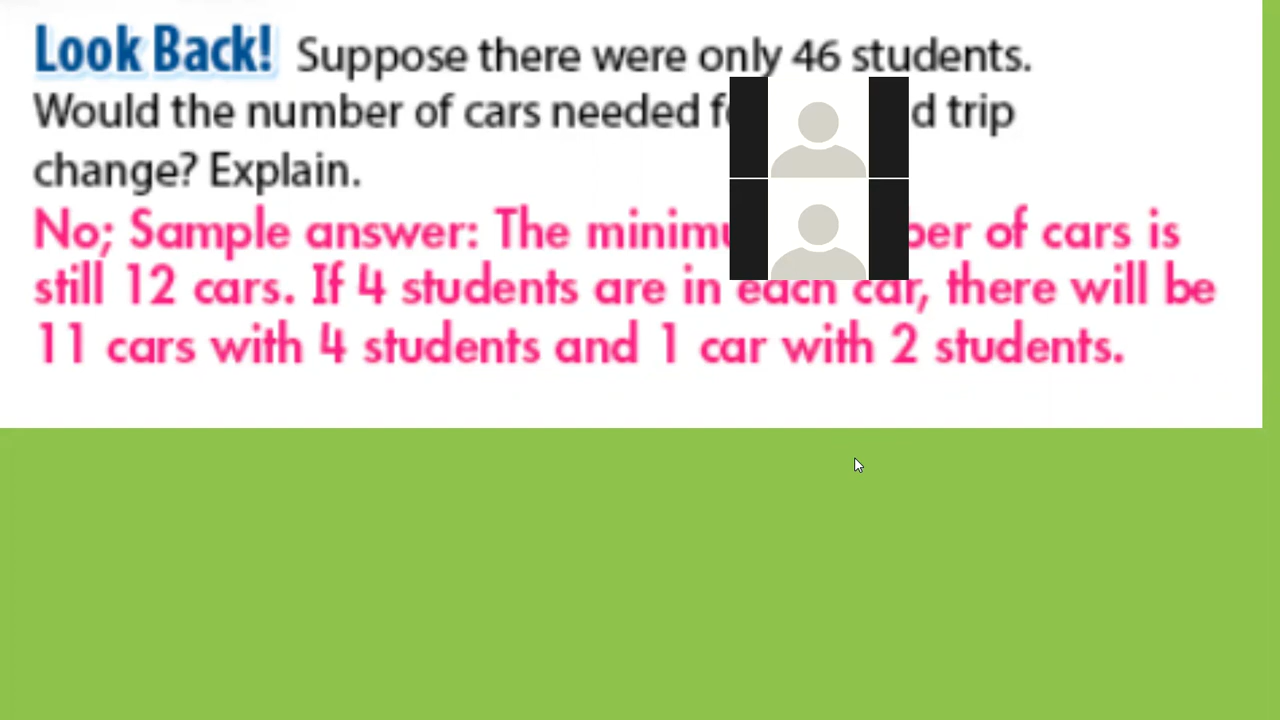 Look Back! Suppose there were only 46 students.
Would the number of cars needed trip
change? Explain.
No; Sample answer: The of cars is
still 12 cars. If 4 students are in each car, there will be
11 cars with 4 students and 1 car with 2 students.